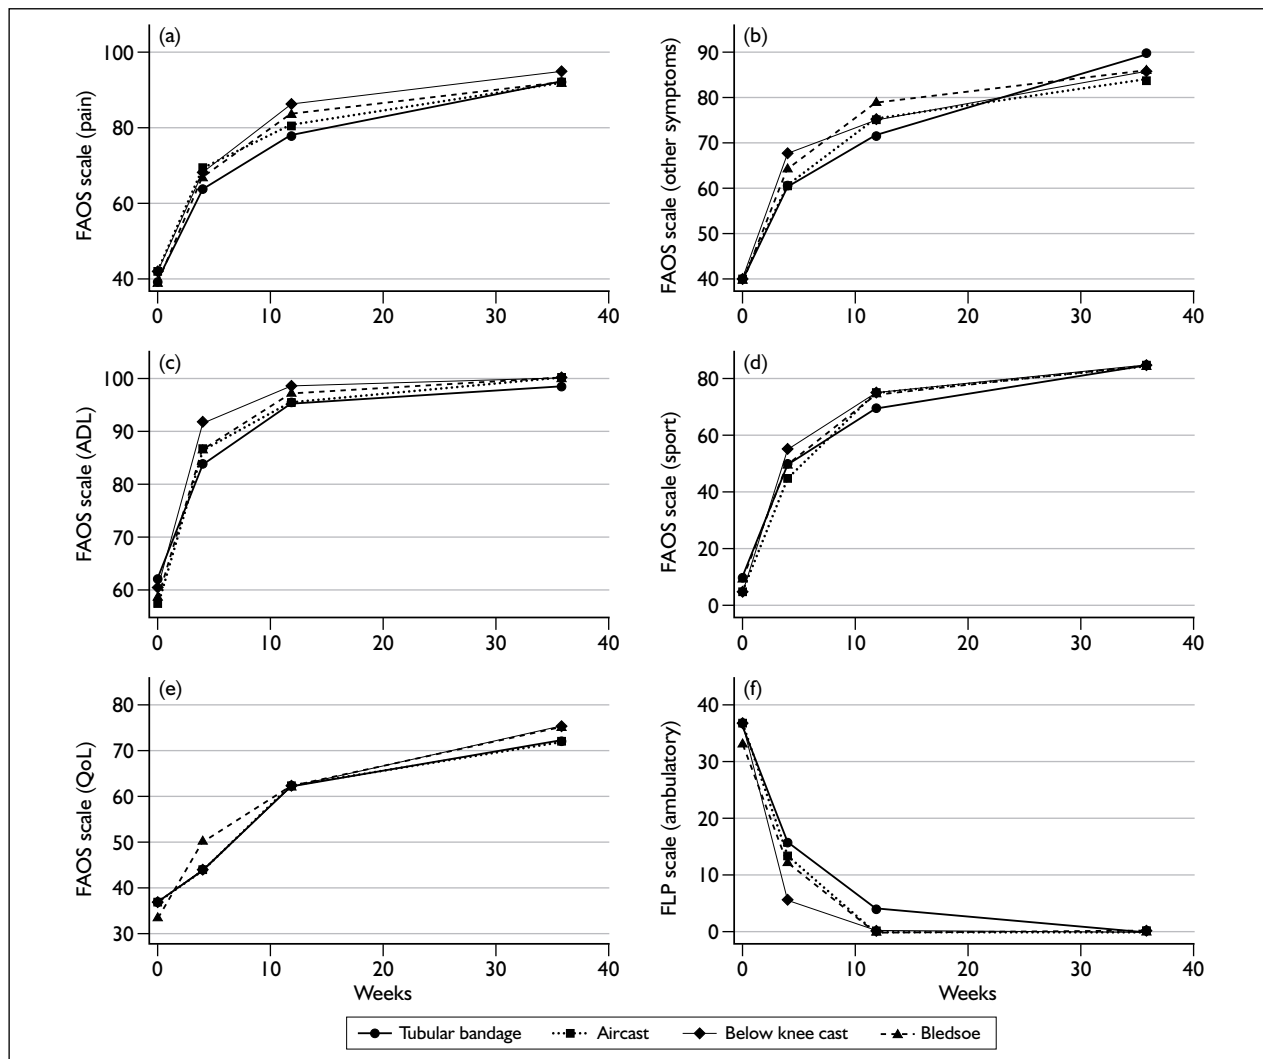 (a)
FAOS scale (pain)
100
80
60
40
0 10 20 30 40
(b)
FAOS scale (other symptoms)
90
80
70
60
50
40
0 10 20 30 40
(c)
FAOS scale (ADL)
100
90
80
70
60
0 10 20 30 40
(d)
FAOS scale (sport)
80
60
40
20
0
0 10 20 30 40
(e)
FAOS scale (QoL)
80
70
60
50
40
30
0 10 20 30 40
Weeks
(f)
FLP scale (ambulatory)
40
30
20
10
0
0 10 20 30 40
Weeks
Tubular bandage Aircast Below knee cast Bledsoe